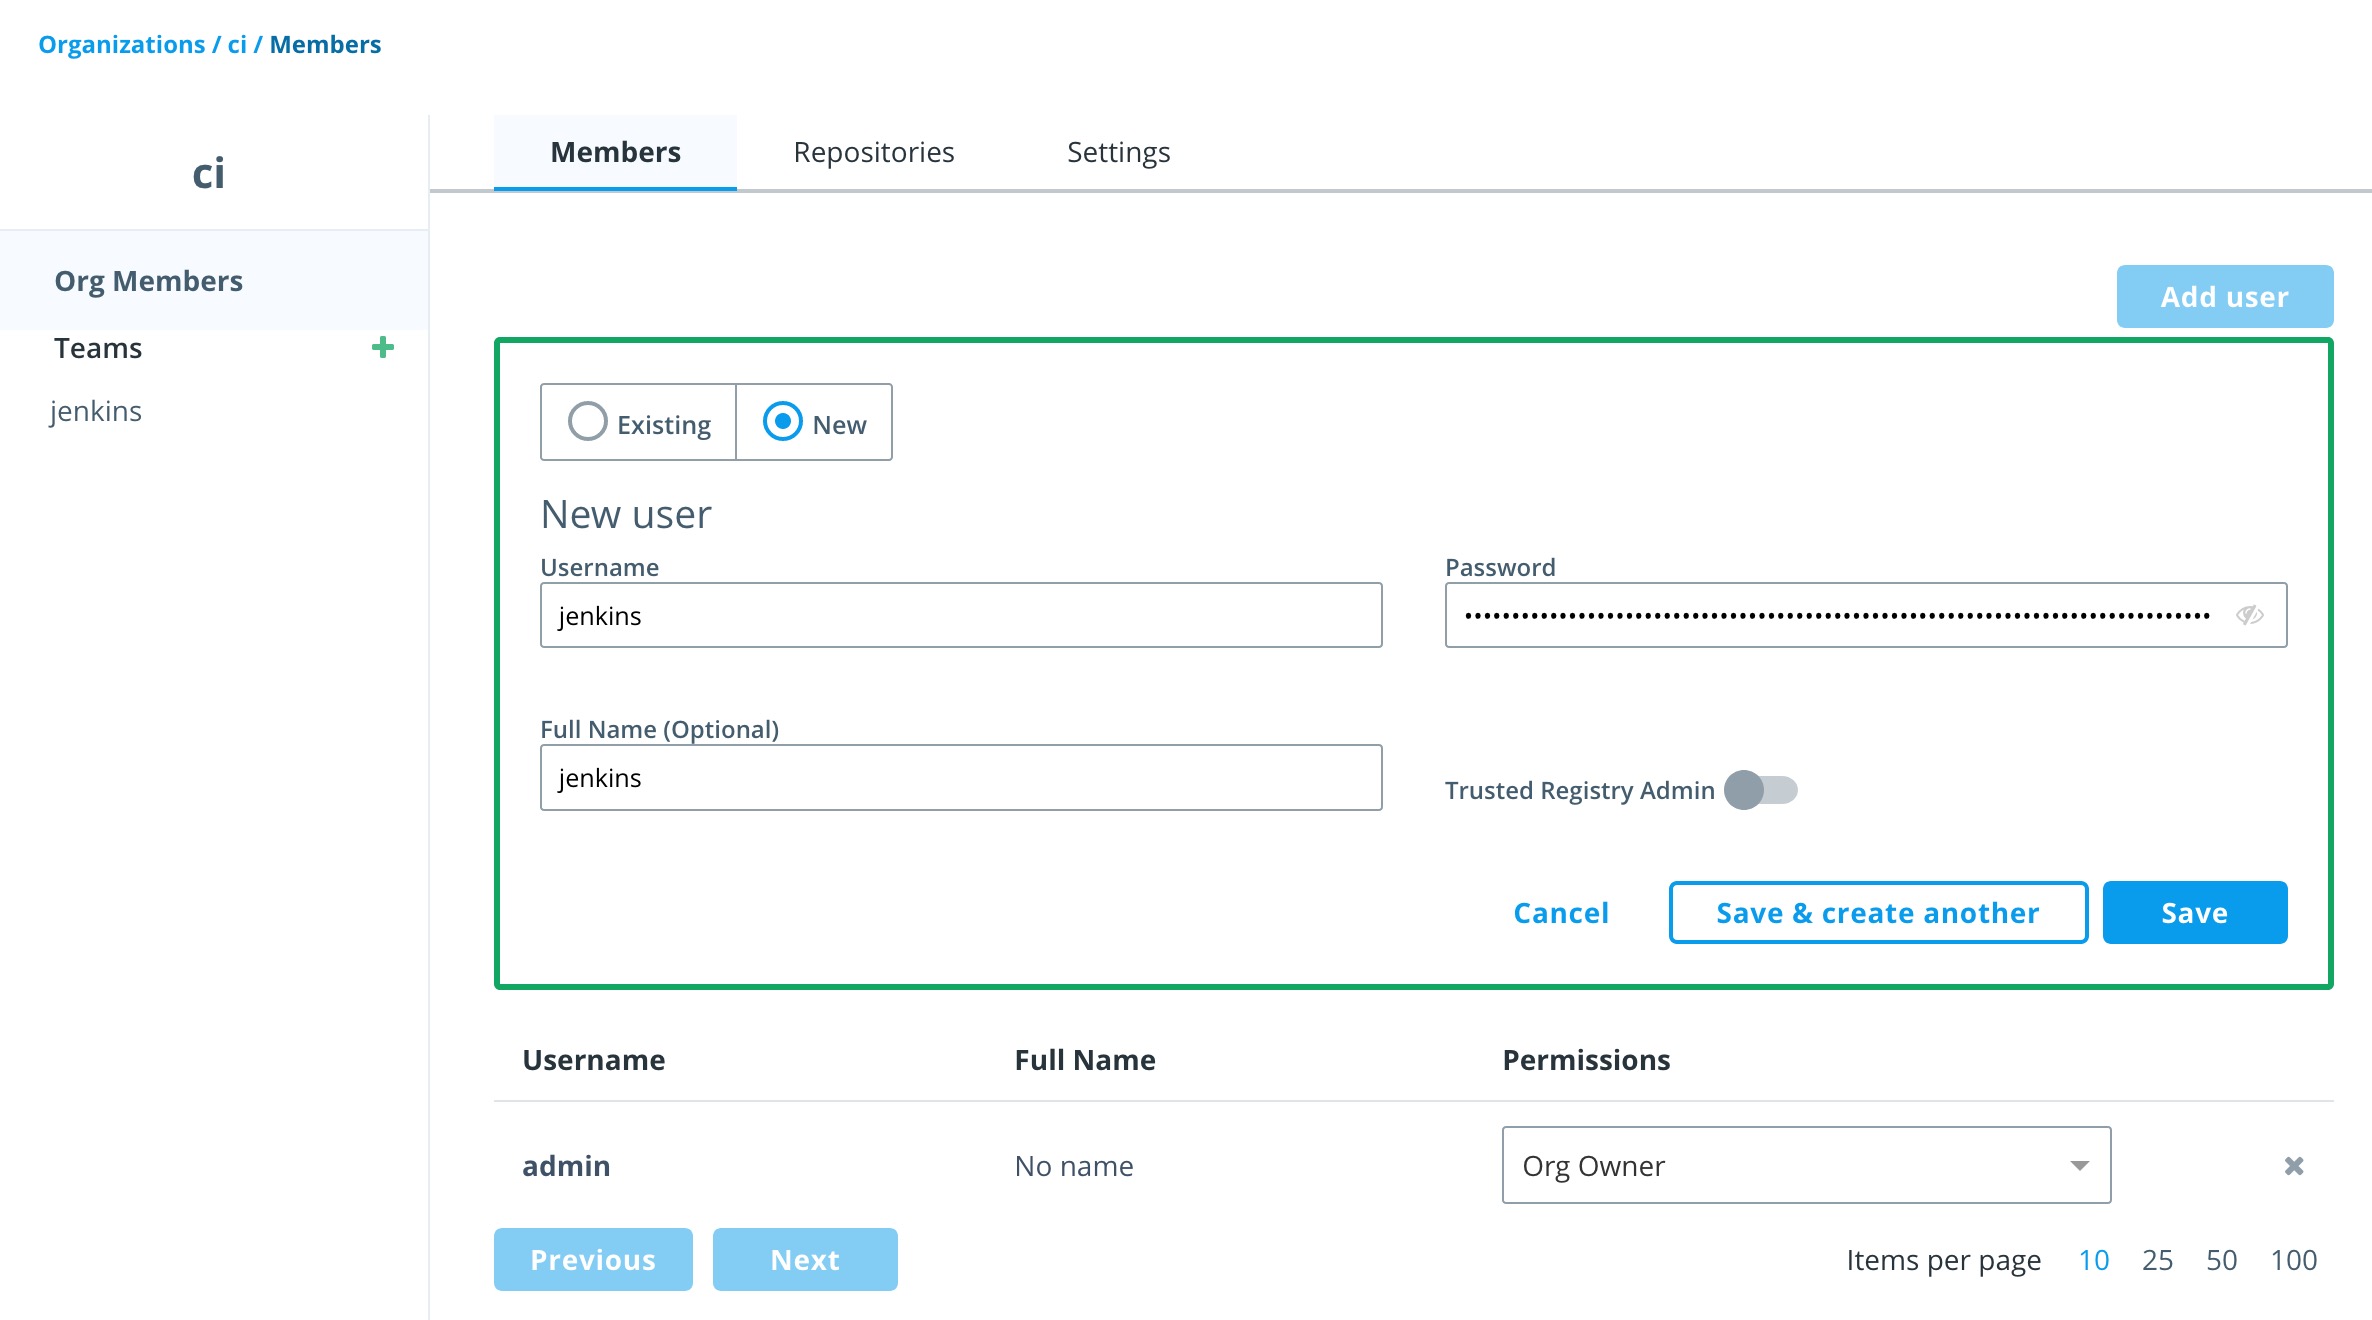 Organizations / ci / Members
ci
Org Members
Teams
jenkins
Members Repositories Settings
Add user
Existing New
New user
Username
jenkins
Password
Full Name (Optional)
jenkins
Trusted Registry Admin
Cancel Save & create another Save
Username Full Name Permissions
admin No name Org Owner
Previous Next Items per page 10 25 50 100